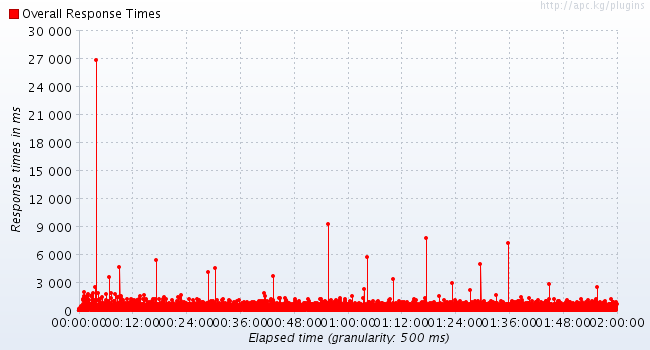 http://apc.kg/plugins
Overall Response Times
30 000
27 000
24 000
21 000
18 000
15 000
12 000
9 000
6 000
3 000
0
Response times in ms
00:00:00 00:12:00 00:24:00 00:36:00 00:48:00 01:00:00 01:12:00 01:24:00 01:36:00 01:48:00 02:00:00
Elapsed time (granularity: 500 ms)